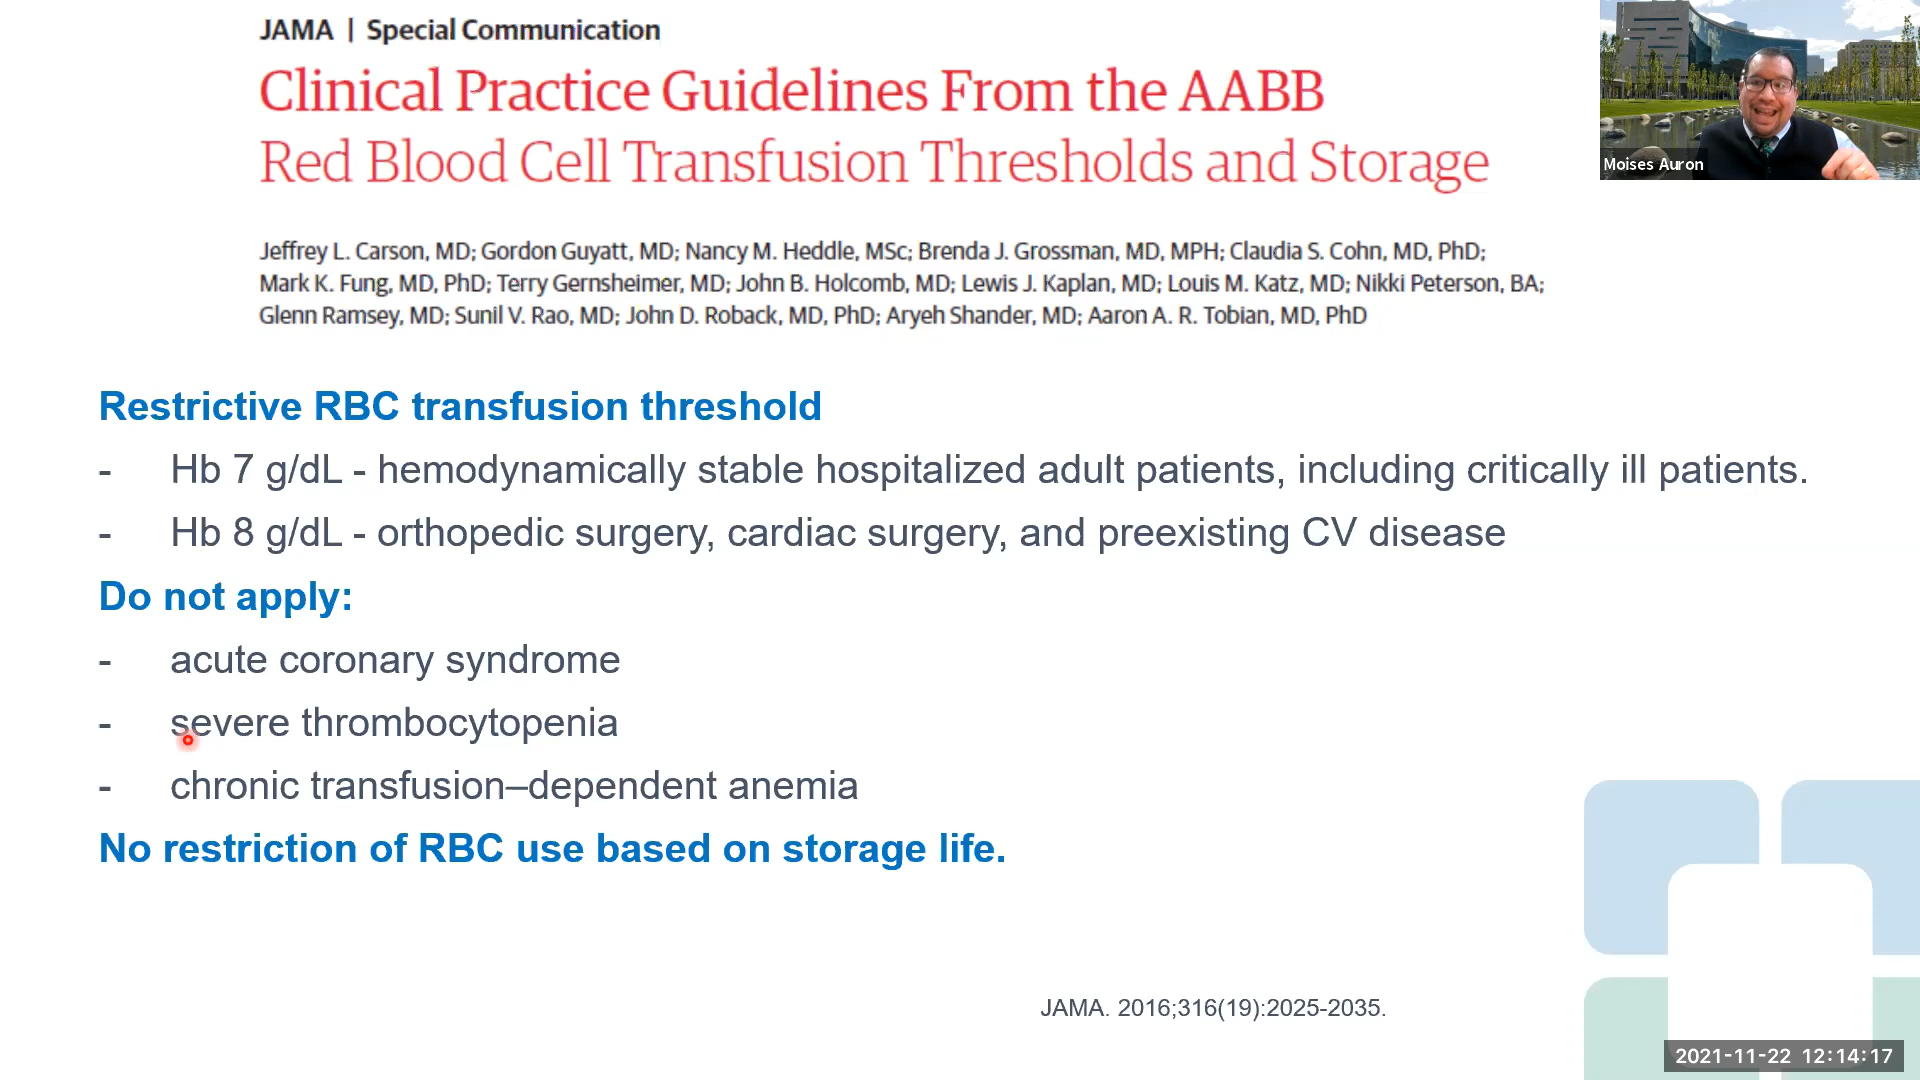 JAMA | Special Communication
Clinical Practice Guidelines From the AABB
Red Blood Cell Transfusion Thresholds and Storage
Moises Auron
Jeffrey L. Carson, MD; Gordon Guyatt, MD; Nancy M. Heddle, MSc; Brenda J. Grossman, MD, MPH; Claudia S. Cohn, MD, PhD;
Mark K. Fung, MD, PhD; Terry Gernsheimer, MD; John B. Holcomb, MD; Lewis J. Kaplan, MD; Louis M. Katz, MD; Nikki Peterson, BA;
Glenn Ramsey, MD; Sunil V. Rao, MD; John D. Roback, MD, PhD; Aryeh Shander, MD; Aaron A. R. Tobian, MD, PhD
Restrictive RBC transfusion threshold
- Hb 7 g/dL - hemodynamically stable hospitalized adult patients, including critically ill patients.
- Hb 8 g/dL - orthopedic surgery, cardiac surgery, and preexisting CV disease
Do not apply:
- acute coronary syndrome
- severe thrombocytopenia
- chronic transfusion–dependent anemia
No restriction of RBC use based on storage life.
JAMA. 2016;316(19):2025-2035.
2021-11-22 12:14:17